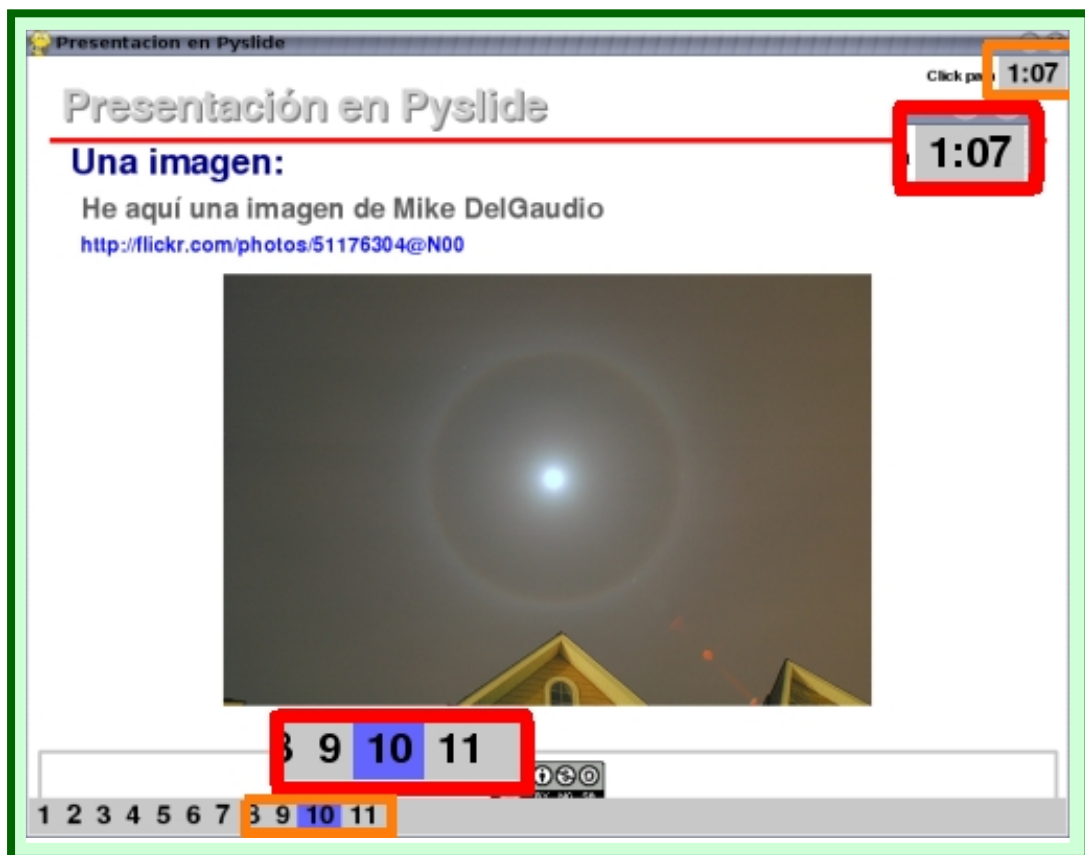 Presentacion en Pyslide
Click para 1:07
Presentación en Pyslide
1:07
Una imagen:
He aquí una imagen de Mike DelGaudio
http://flickr.com/photos/51176304@N00
9 10 11
1 2 3 4 5 6 7 8 9 10 11